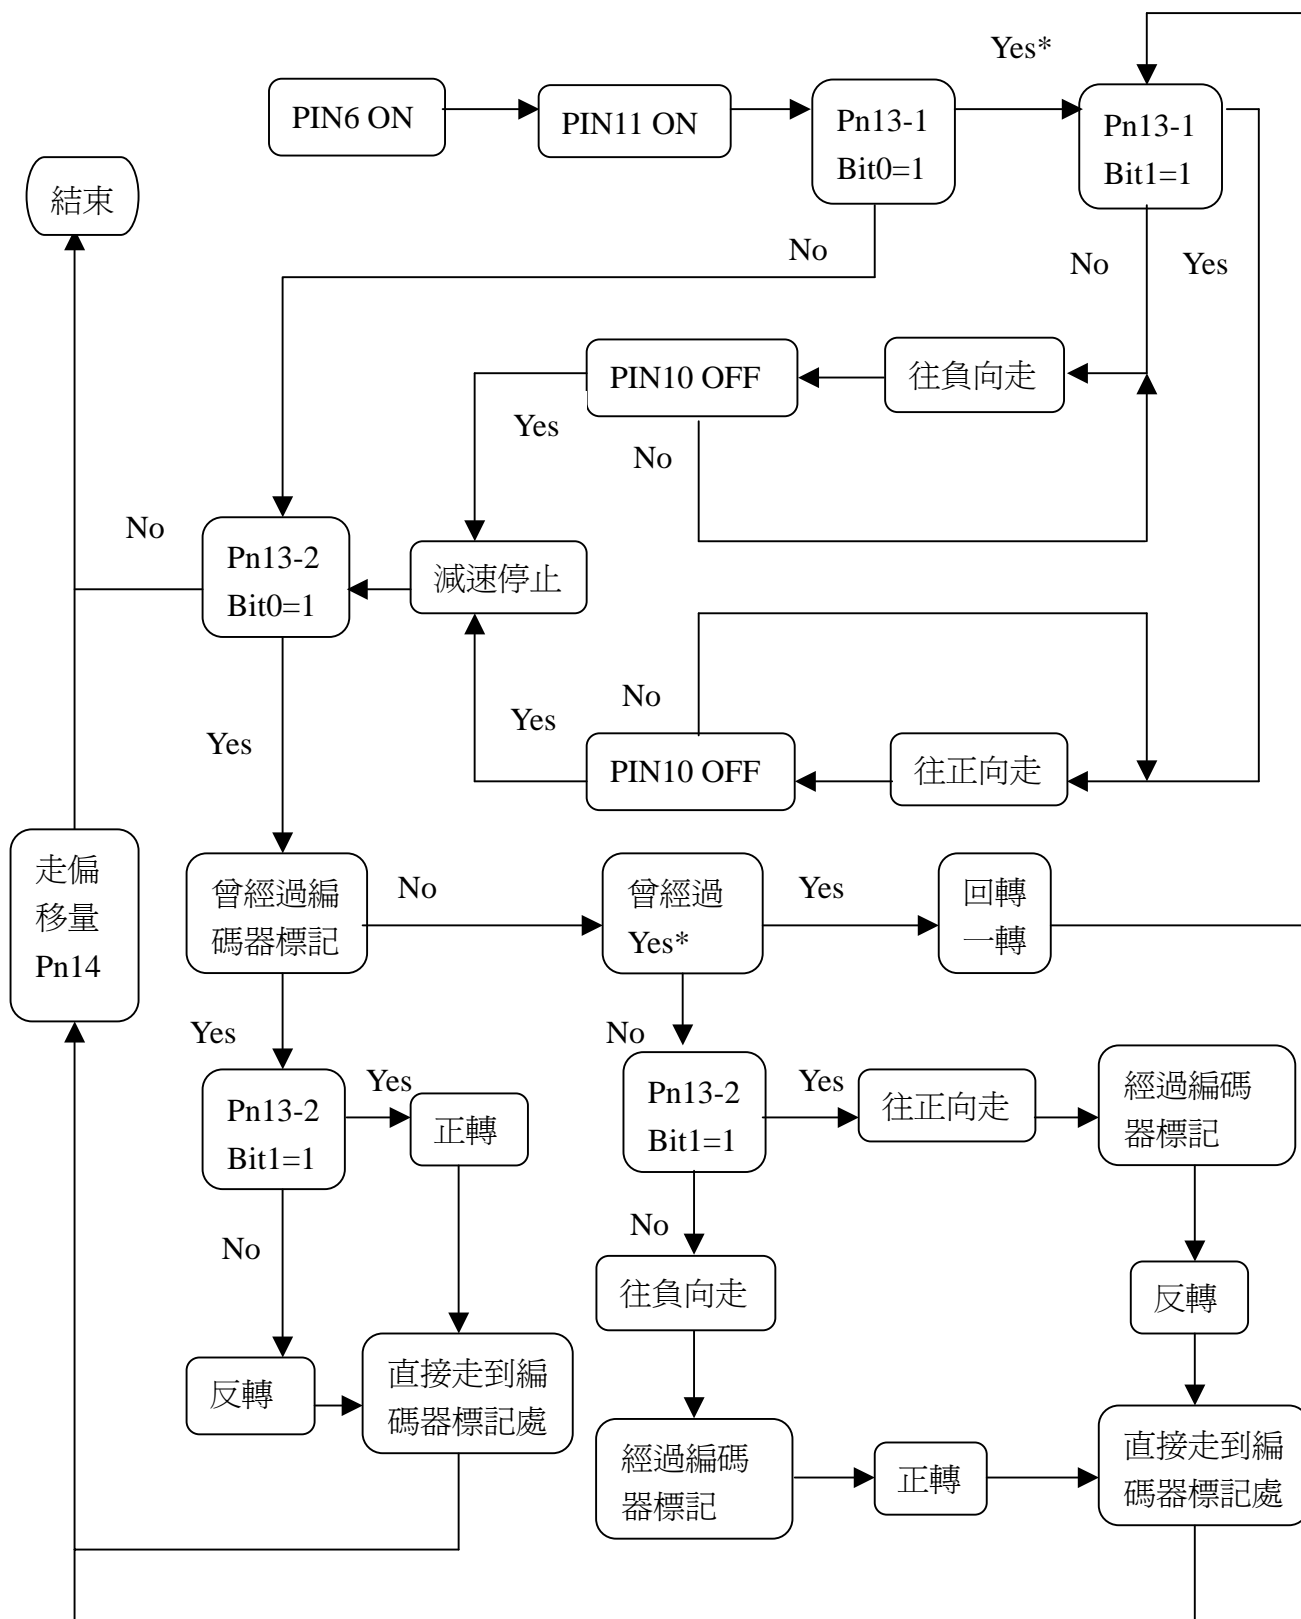 Yes*
PIN6 ON
PIN11 ON
Pn13-1
Bit0=1
Pn13-1
Bit1=1
結束
No
No
Yes
PIN10 OFF
往負向走
Yes
No
No
Pn13-2
Bit0=1
減速停止
No
Yes
Yes
PIN10 OFF
往正向走
走偏
移量
Pn14
曾經過編
碼器標記
No
曾經過
Yes*
Yes
回轉
一轉
Yes
No
Pn13-2
Bit1=1
Yes
正轉
Pn13-2
Bit1=1
Yes
往正向走
經過編碼
器標記
No
No
往負向走
反轉
反轉
直接走到編
碼器標記處
經過編碼
器標記
正轉
直接走到編
碼器標記處